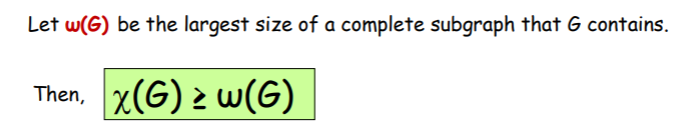 Let ω(G) be the largest size of a complete subgraph that G contains.
Then, χ(G) ≥ ω(G)